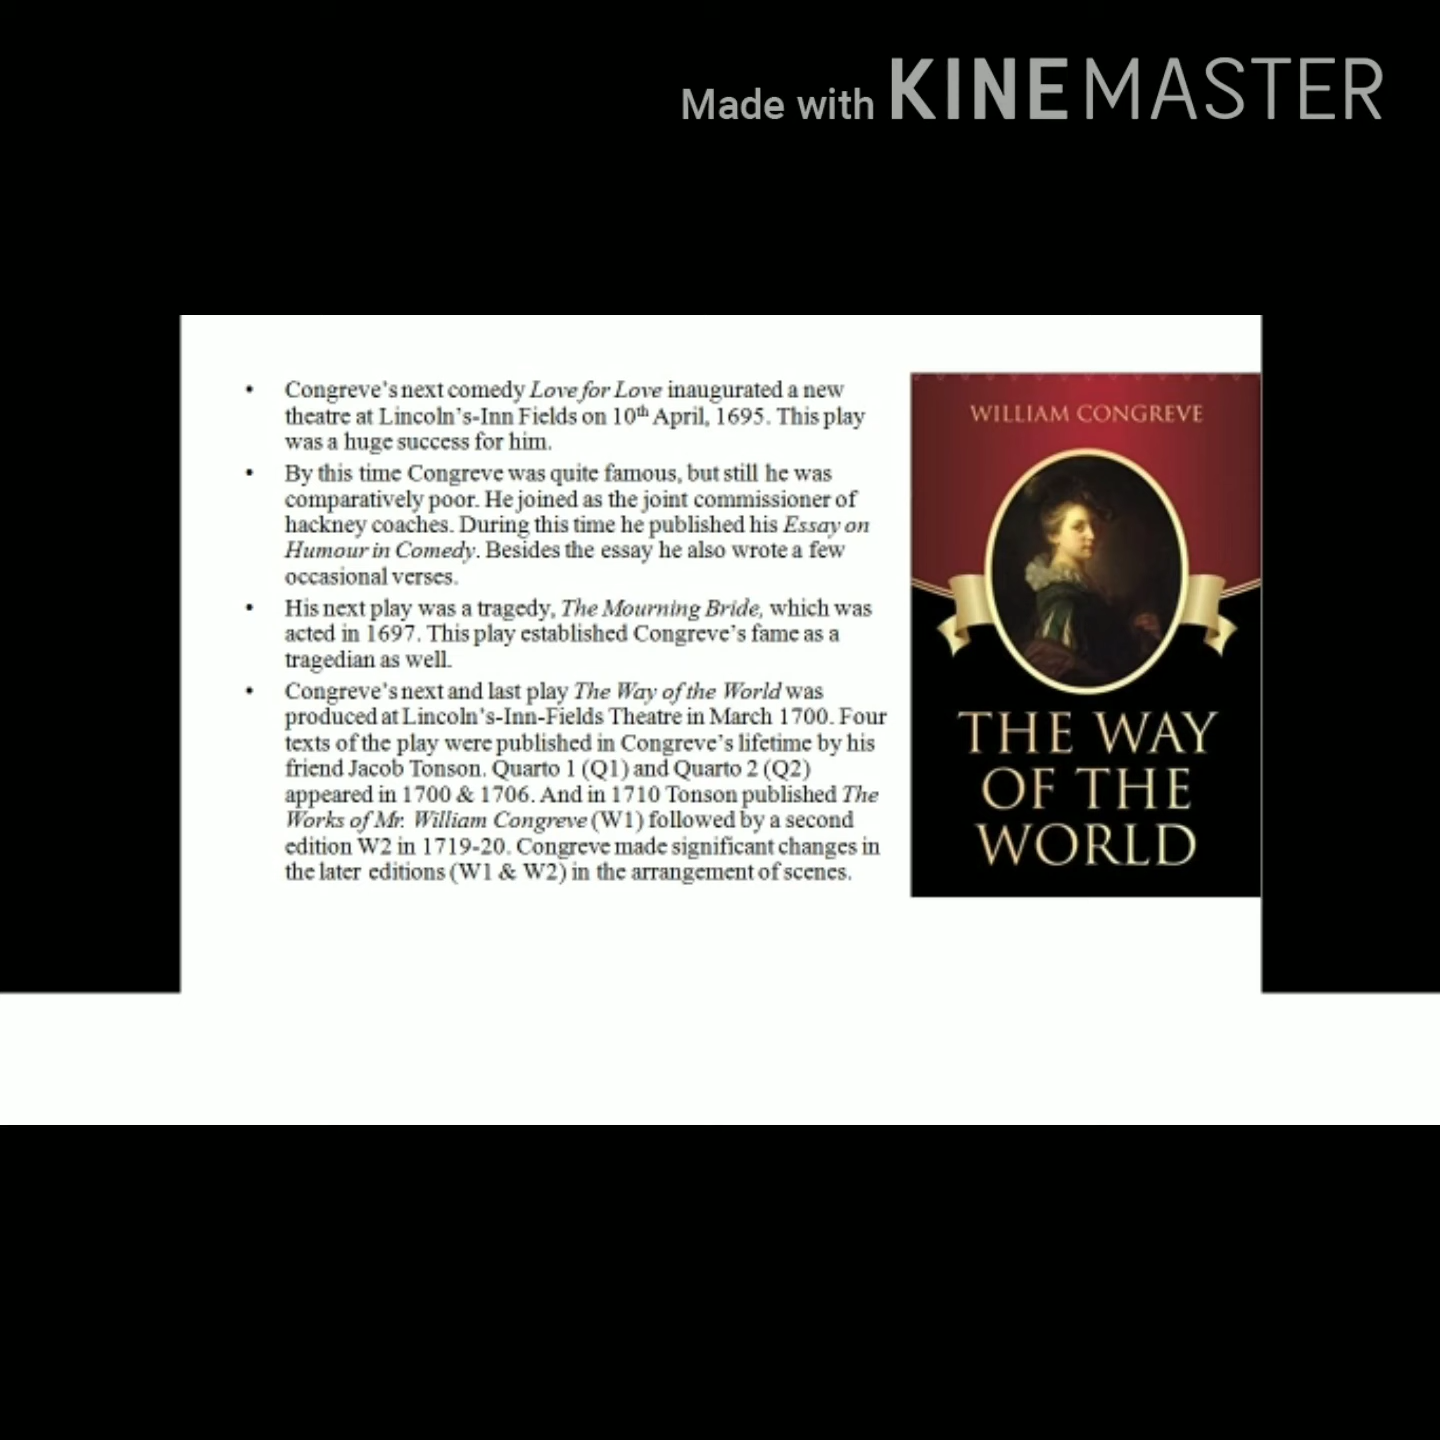 Made with KINEMASTER
• Congreve's next comedy Love for Love inaugurated a new
theatre at Lincoln's-Inn Fields on 10th April, 1695. This play
was a huge success for him.
• By this time Congreve was quite famous, but still he was
comparatively poor. He joined as the joint commissioner of
hackney coaches. During this time he published his Essay on
Humour in Comedy. Besides the essay he also wrote a few
occasional verses.
• His next play was a tragedy, The Mourning Bride, which was
acted in 1697. This play established Congreve's fame as a
tragedian as well.
• Congreve's next and last play The Way of the World was
produced at Lincoln's-Inn-Fields Theatre in March 1700. Four
texts of the play were published in Congreve's lifetime by his
friend Jacob Tonson. Quarto 1 (Q1) and Quarto 2 (Q2)
appeared in 1700 & 1706. And in 1710 Tonson published The
Works of Mr. William Congreve (W1) followed by a second
edition W2 in 1719-20. Congreve made significant changes in
the later editions (W1 & W2) in the arrangement of scenes.
WILLIAM CONGREVE
THE WAY
OF THE
WORLD